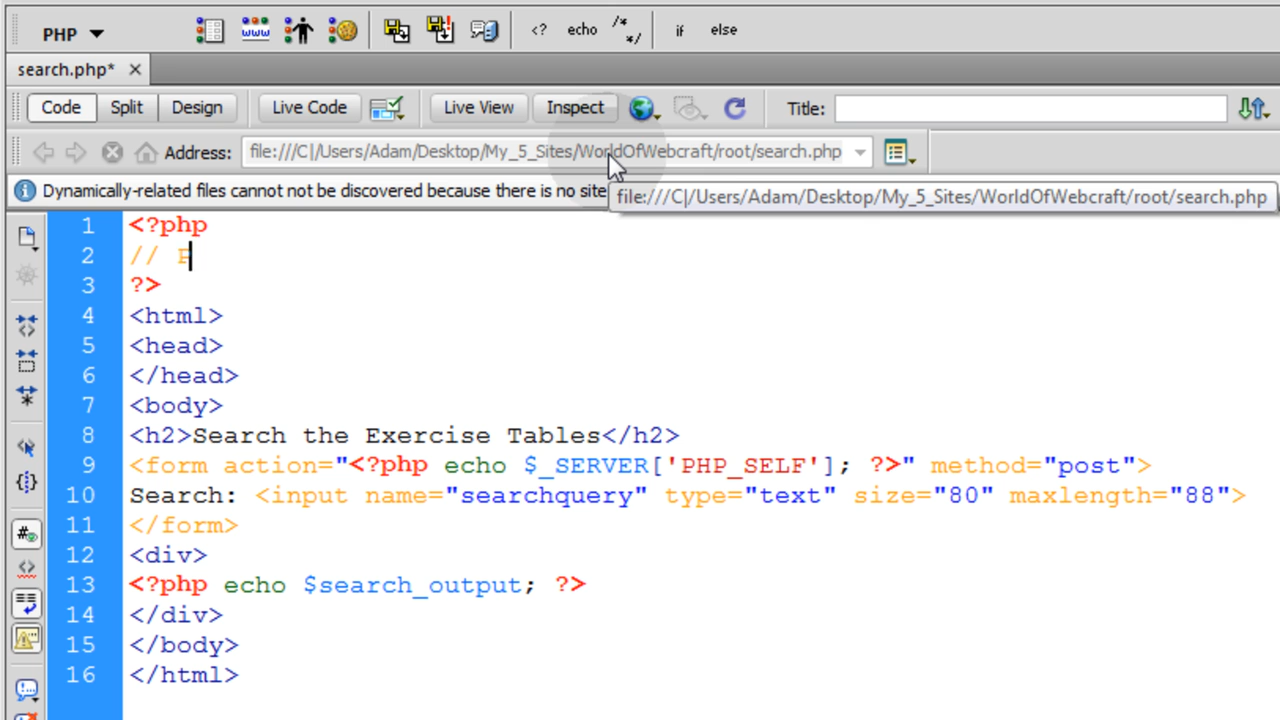 PHP <? echo /* */ if else
search.php*
Code Split Design Live Code Live View Inspect Title:
Address: file:///C|/Users/Adam/Desktop/My_5_Sites/WorldOfWebcraft/root/search.php
Dynamically-related files cannot not be discovered because there is no site
file:///C|/Users/Adam/Desktop/My_5_Sites/WorldOfWebcraft/root/search.php
1 <?php
2 // P
3 ?>
4 <html>
5 <head>
6 </head>
7 <body>
8 <h2>Search the Exercise Tables</h2>
9 <form action="<?php echo $_SERVER['PHP_SELF']; ?>" method="post">
10 Search: <input name="searchquery" type="text" size="80" maxlength="88">
11 </form>
12 <div>
13 <?php echo $search_output; ?>
14 </div>
15 </body>
16 </html>